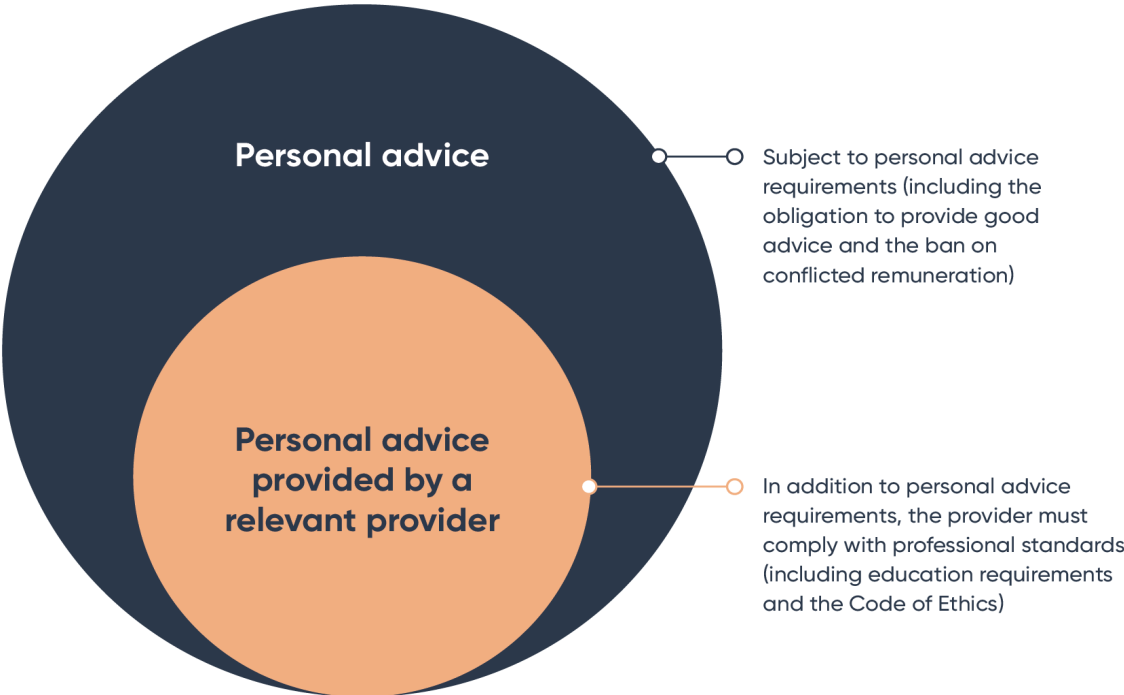 Personal advice
Subject to personal advice
requirements (including the
obligation to provide good
advice and the ban on
conflicted remuneration)
Personal advice
provided by a
relevant provider
In addition to personal advice
requirements, the provider must
comply with professional standards
(including education requirements
and the Code of Ethics)